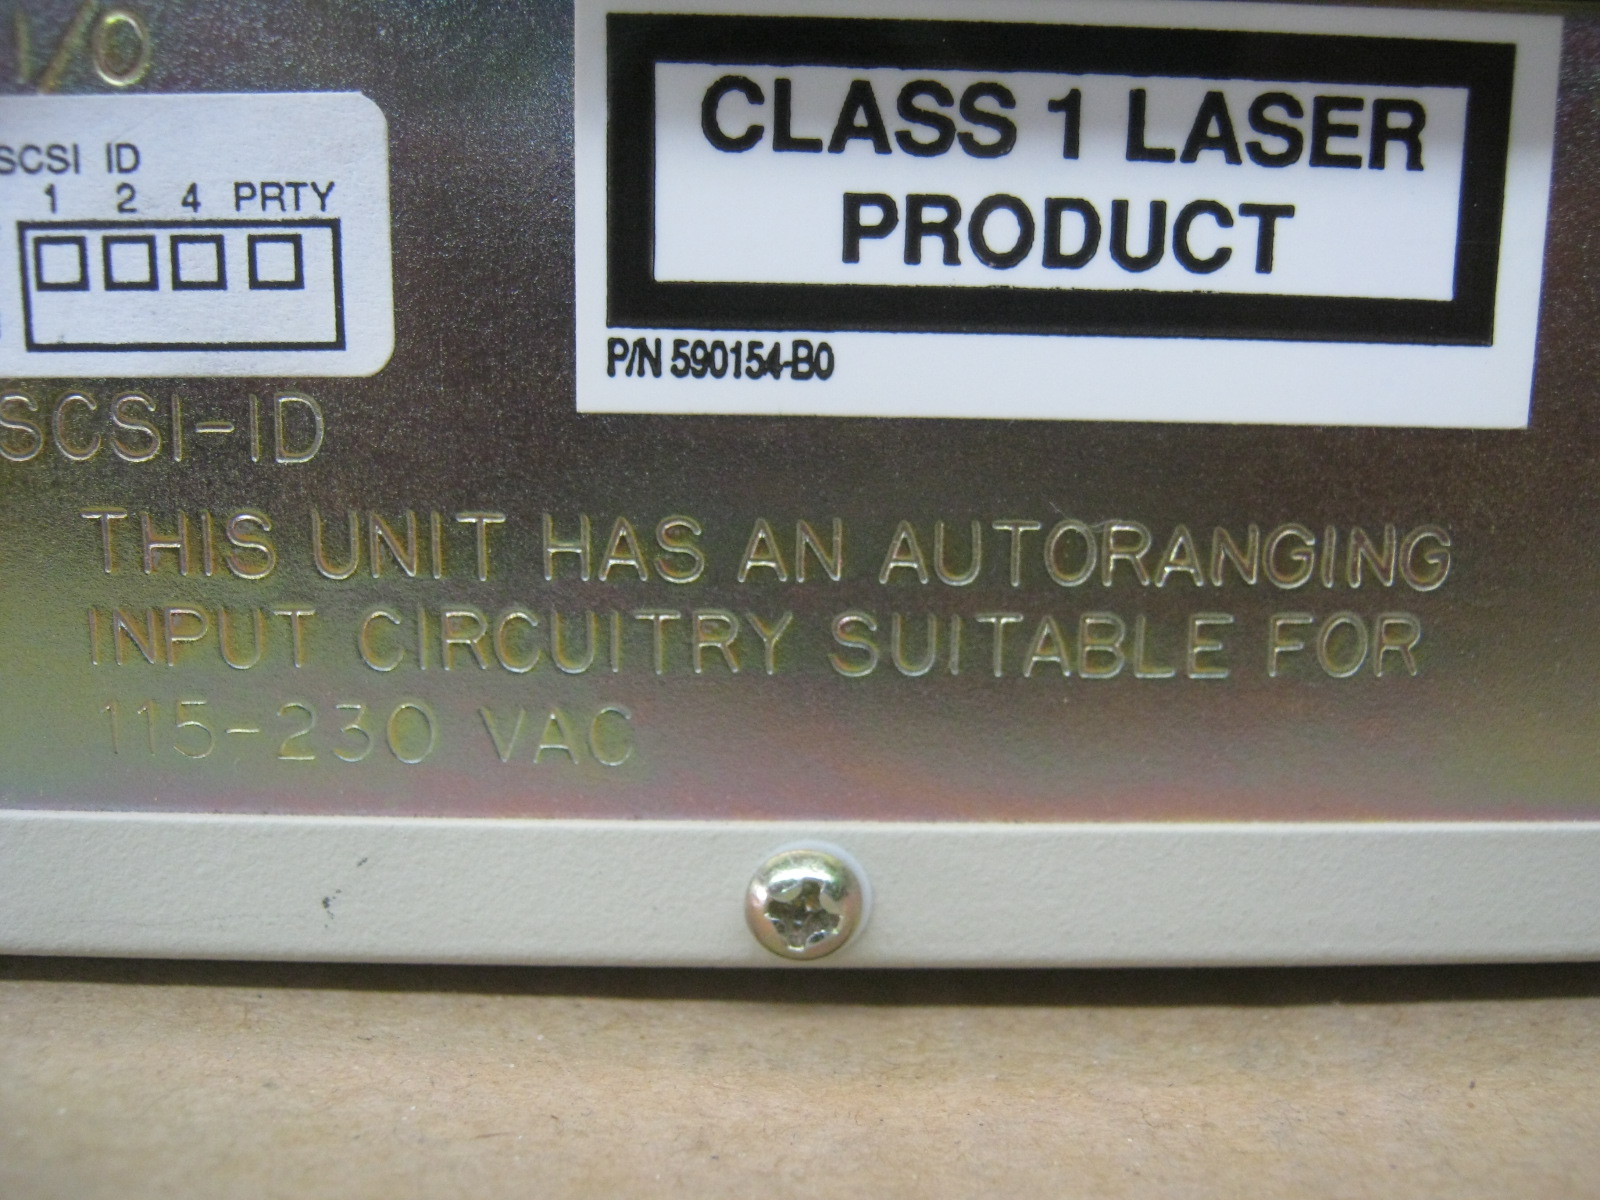 I/O
SCSI ID
1 2 4 PRTY
SCSI-ID
CLASS 1 LASER
PRODUCT
P/N 590154-B0
THIS UNIT HAS AN AUTORANGING
INPUT CIRCUITRY SUITABLE FOR
115-230 VAC